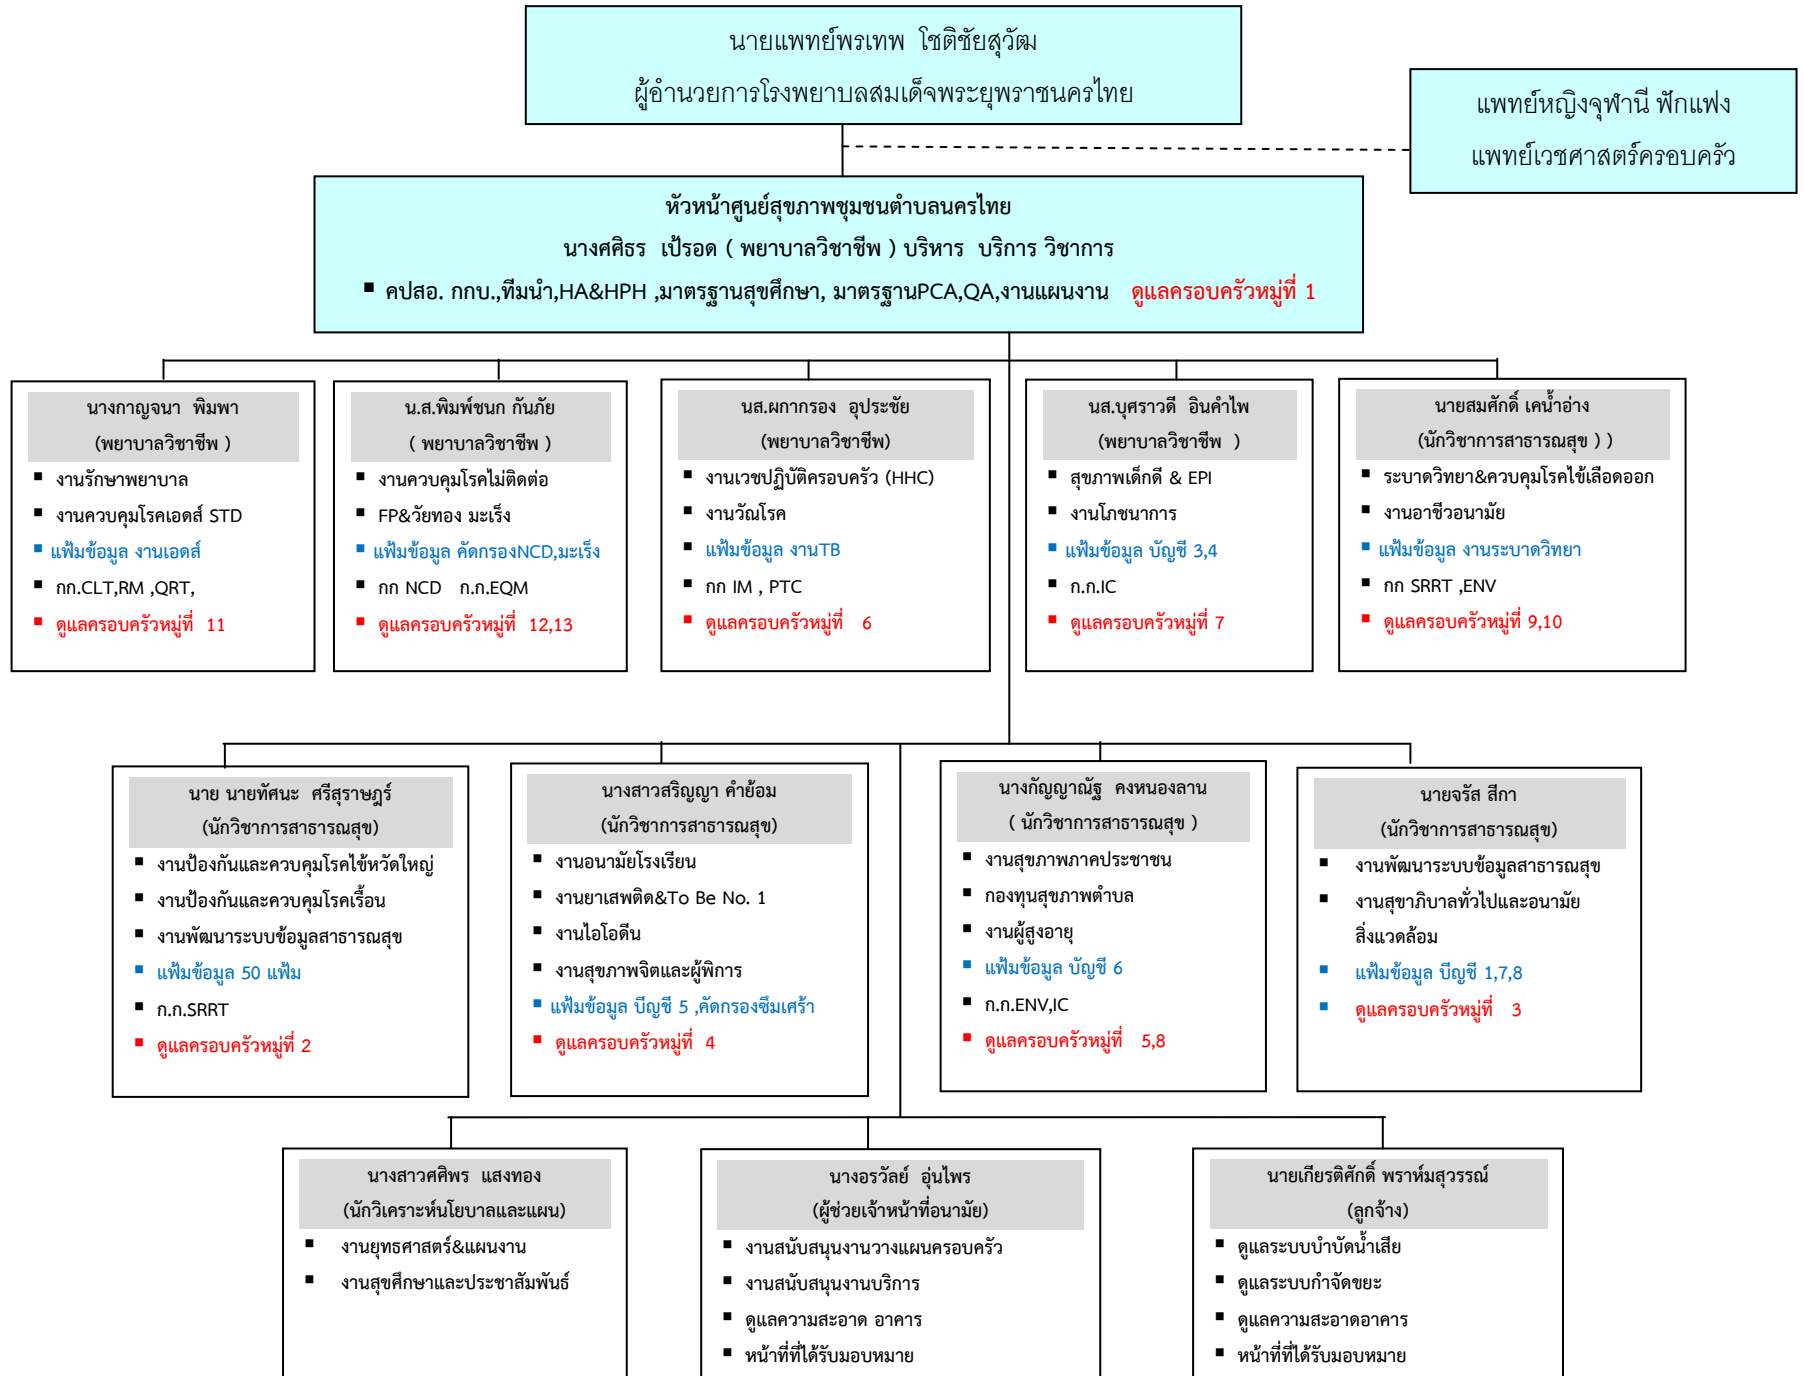 นายแพทย์พรเทพ โชติชัยสุวัฒ
ผู้อำนวยการโรงพยาบาลสมเด็จพระยุพราชนครไทย
แพทย์หญิงจุฬานี ฟักแฟง
แพทย์เวชศาสตร์ครอบครัว
หัวหน้าศูนย์สุขภาพชุมชนตำบลนครไทย
นางศศิธร เป้รอด ( พยาบาลวิชาชีพ ) บริหาร บริการ วิชาการ
▪ คปสอ. กกบ.,ทีมนำ,HA&HPH ,มาตรฐานสุขศึกษา, มาตรฐานPCA,QA,งานแผนงาน ดูแลครอบครัวหมู่ที่ 1
นางกาญจนา พิมพา
(พยาบาลวิชาชีพ )
▪ งานรักษาพยาบาล
▪ งานควบคุมโรคเอดส์ STD
▪ แฟ้มข้อมูล งานเอดส์
▪ กก.CLT,RM ,QRT,
▪ ดูแลครอบครัวหมู่ที่ 11
น.ส.พิมพ์ชนก กันภัย
( พยาบาลวิชาชีพ )
▪ งานควบคุมโรคไม่ติดต่อ
▪ FP&วัยทอง มะเร็ง
▪ แฟ้มข้อมูล คัดกรองNCD,มะเร็ง
▪ กก NCD ก.ก.EQM
▪ ดูแลครอบครัวหมู่ที่ 12,13
นส.ผกากรอง อุประชัย
(พยาบาลวิชาชีพ)
▪ งานเวชปฏิบัติครอบครัว (HHC)
▪ งานวัณโรค
▪ แฟ้มข้อมูล งานTB
▪ กก IM , PTC
▪ ดูแลครอบครัวหมู่ที่ 6
นส.บุศราวดี อินคำไพ
(พยาบาลวิชาชีพ )
▪ สุขภาพเด็กดี & EPI
▪ งานโภชนาการ
▪ แฟ้มข้อมูล บัญชี 3,4
▪ ก.ก.IC
▪ ดูแลครอบครัวหมู่ที่ 7
นายสมศักดิ์ เคน้ำอ่าง
(นักวิชาการสาธารณสุข ) )
▪ ระบาดวิทยา&ควบคุมโรคไข้เลือดออก
▪ งานอาชีวอนามัย
▪ แฟ้มข้อมูล งานระบาดวิทยา
▪ กก SRRT ,ENV
▪ ดูแลครอบครัวหมู่ที่ 9,10
นาย นายทัศนะ ศรีสุราษฎร์
(นักวิชาการสาธารณสุข)
▪ งานป้องกันและควบคุมโรคไข้หวัดใหญ่
▪ งานป้องกันและควบคุมโรคเรื้อน
▪ งานพัฒนาระบบข้อมูลสาธารณสุข
▪ แฟ้มข้อมูล 50 แฟ้ม
▪ ก.ก.SRRT
▪ ดูแลครอบครัวหมู่ที่ 2
นางสาวสริญญา คำย้อม
(นักวิชาการสาธารณสุข)
▪ งานอนามัยโรงเรียน
▪ งานยาเสพติด&To Be No. 1
▪ งานไอโอดีน
▪ งานสุขภาพจิตและผู้พิการ
▪ แฟ้มข้อมูล บีญชี 5 ,คัดกรองซึมเศร้า
▪ ดูแลครอบครัวหมู่ที่ 4
นางกัญญาณัฐ คงหนองลาน
( นักวิชาการสาธารณสุข )
▪ งานสุขภาพภาคประชาชน
▪ กองทุนสุขภาพตำบล
▪ งานผู้สูงอายุ
▪ แฟ้มข้อมูล บัญชี 6
▪ ก.ก.ENV,IC
▪ ดูแลครอบครัวหมู่ที่ 5,8
นายจรัส สีกา
(นักวิชาการสาธารณสุข)
▪ งานพัฒนาระบบข้อมูลสาธารณสุข
▪ งานสุขาภิบาลทั่วไปและอนามัย
สิ่งแวดล้อม
▪ แฟ้มข้อมูล บีญชี 1,7,8
▪ ดูแลครอบครัวหมู่ที่ 3
นางสาวศศิพร แสงทอง
(นักวิเคราะห์นโยบาลและแผน)
▪ งานยุทธศาสตร์&แผนงาน
▪ งานสุขศึกษาและประชาสัมพันธ์
นางอรวัลย์ อุ่นไพร
(ผู้ช่วยเจ้าหน้าที่อนามัย)
▪ งานสนับสนุนงานวางแผนครอบครัว
▪ งานสนับสนุนงานบริการ
▪ ดูแลความสะอาด อาคาร
▪ หน้าที่ที่ได้รับมอบหมาย
นายเกียรติศักดิ์ พราห์มสุวรรณ์
(ลูกจ้าง)
▪ ดูแลระบบบำบัดน้ำเสีย
▪ ดูแลระบบกำจัดขยะ
▪ ดูแลความสะอาดอาคาร
▪ หน้าที่ที่ได้รับมอบหมาย